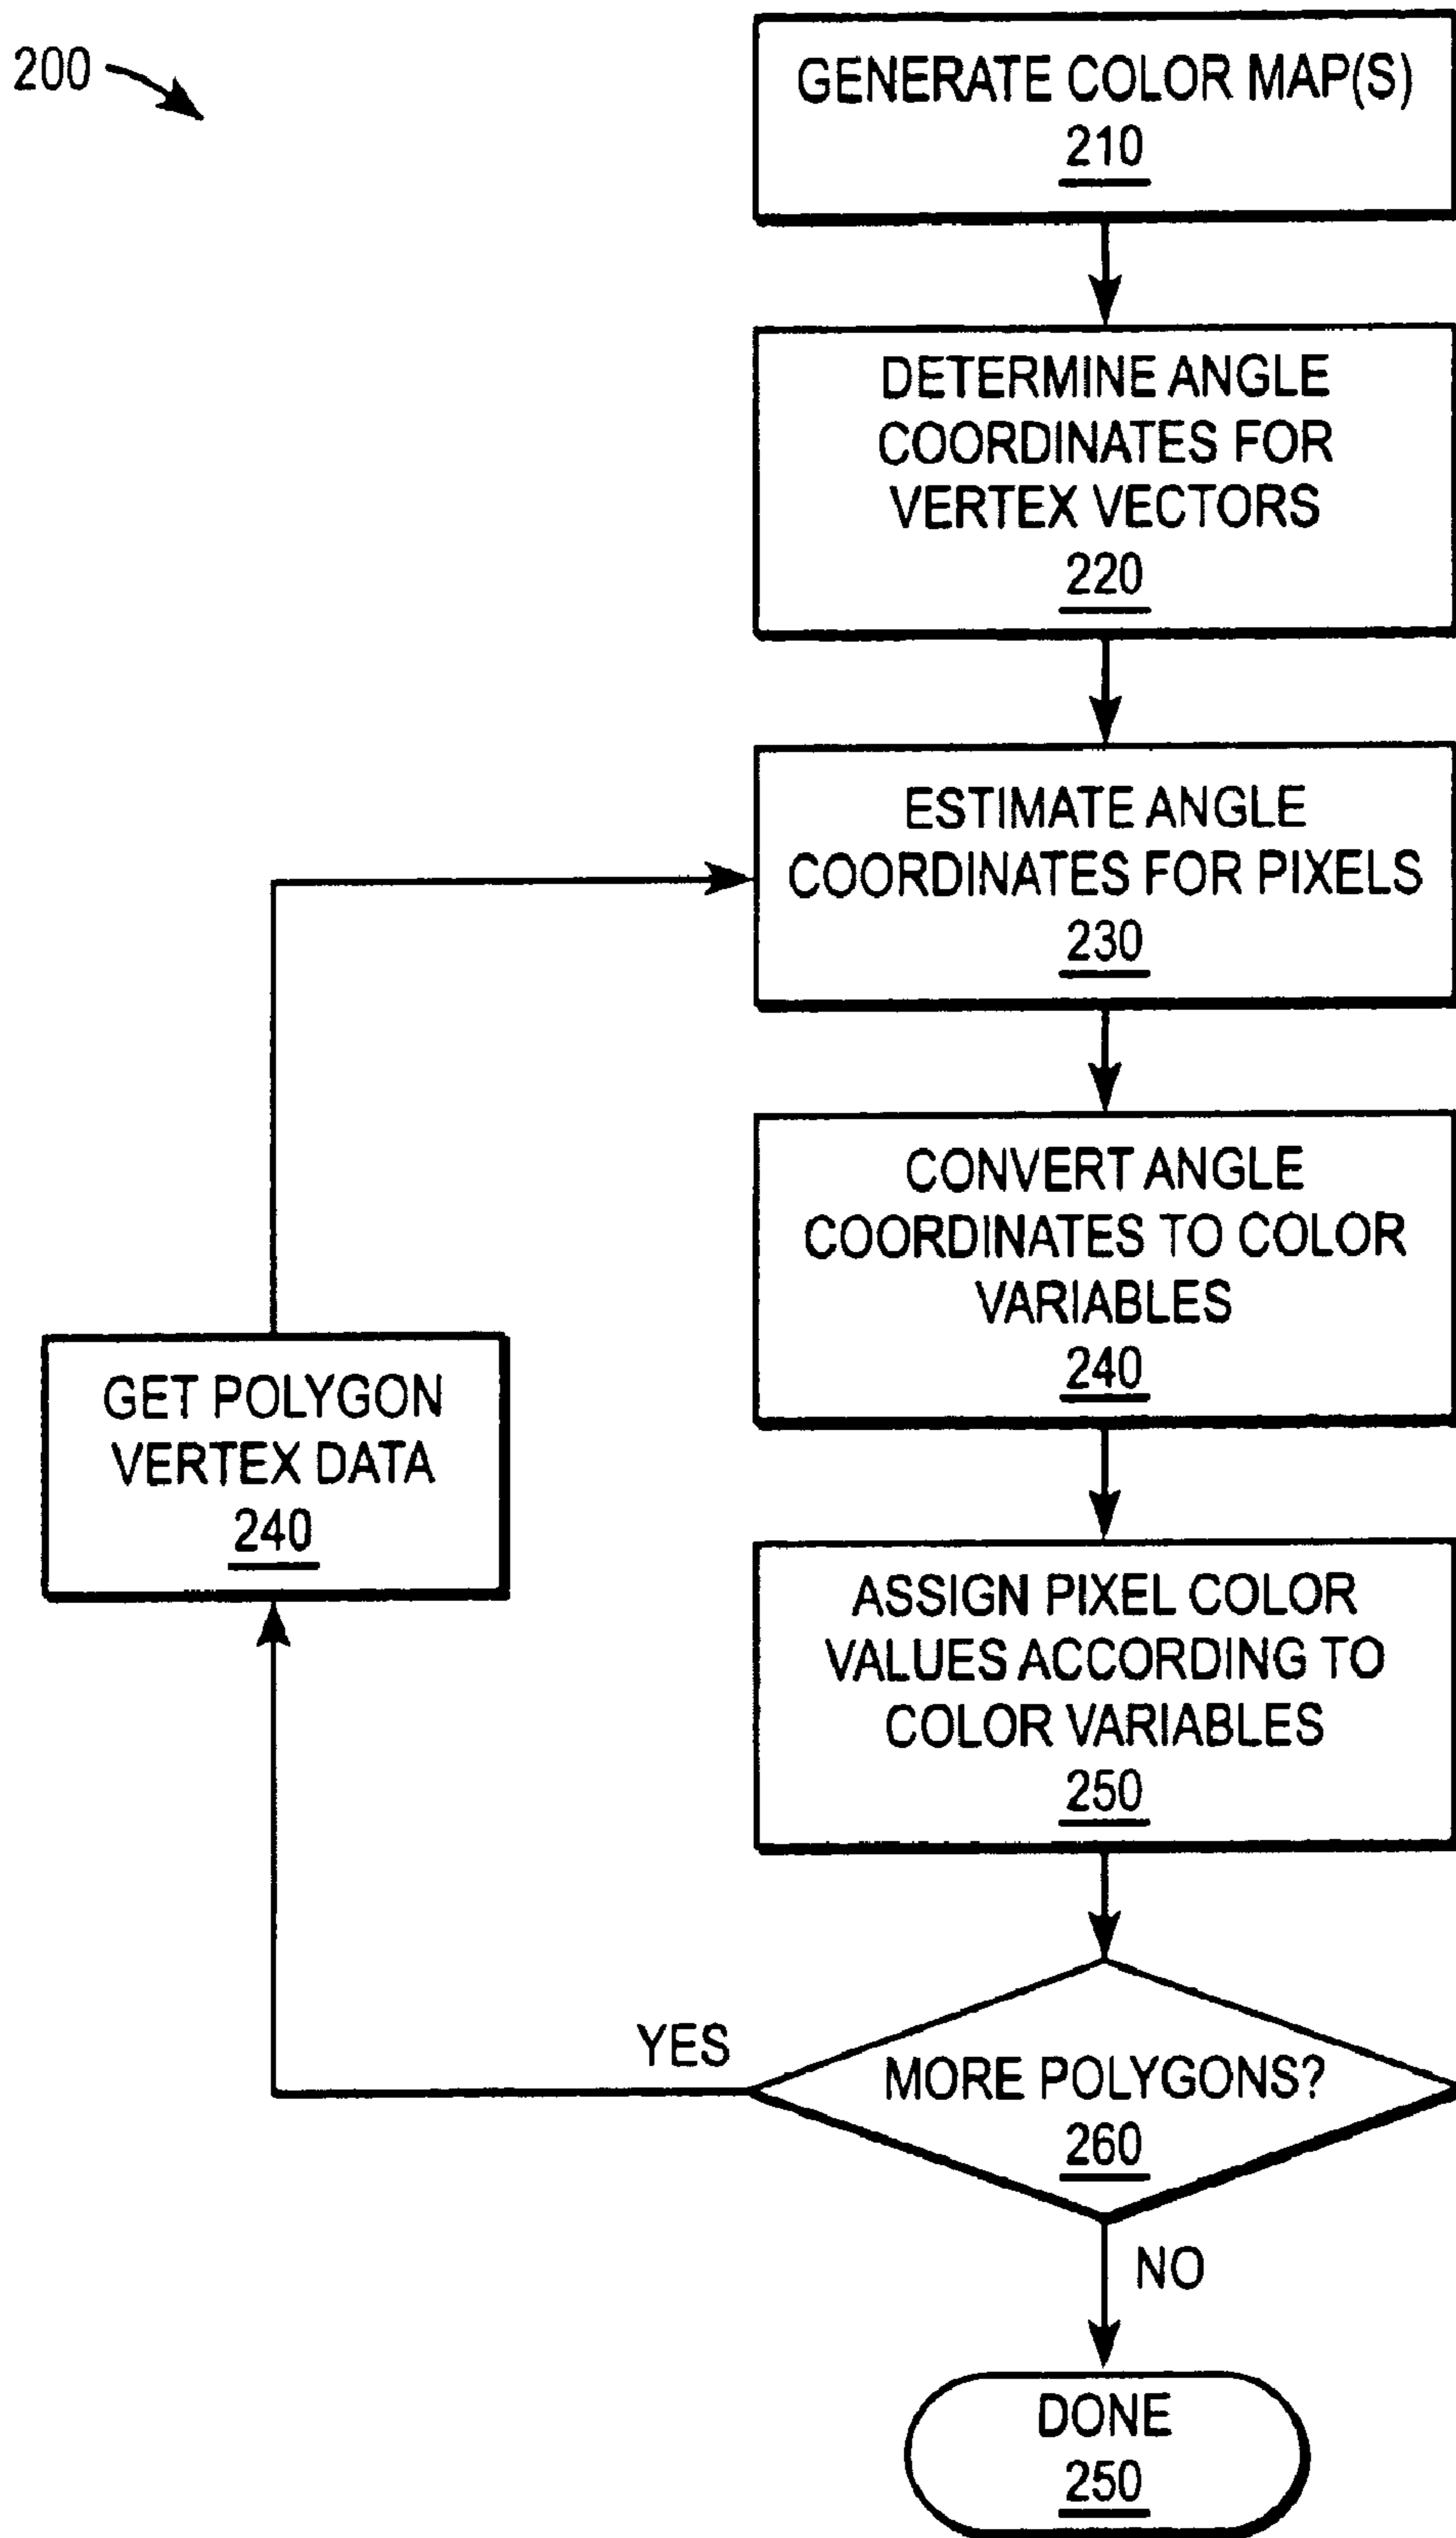 200
GENERATE COLOR MAP(S)
210
DETERMINE ANGLE
COORDINATES FOR
VERTEX VECTORS
220
ESTIMATE ANGLE
COORDINATES FOR PIXELS
230
CONVERT ANGLE
COORDINATES TO COLOR
VARIABLES
240
GET POLYGON
VERTEX DATA
240
ASSIGN PIXEL COLOR
VALUES ACCORDING TO
COLOR VARIABLES
250
YES
MORE POLYGONS?
260
NO
DONE
250